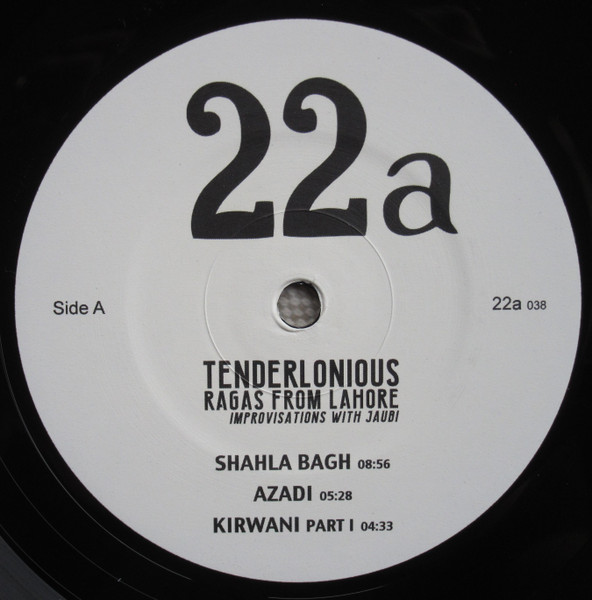 22a
Side A
22a 038
TENDERLONIOUS
RAGAS FROM LAHORE
IMPROVISATIONS WITH JAUBI
SHAHLA BAGH 08:56
AZADI 05:28
KIRWANI PART I 04:33